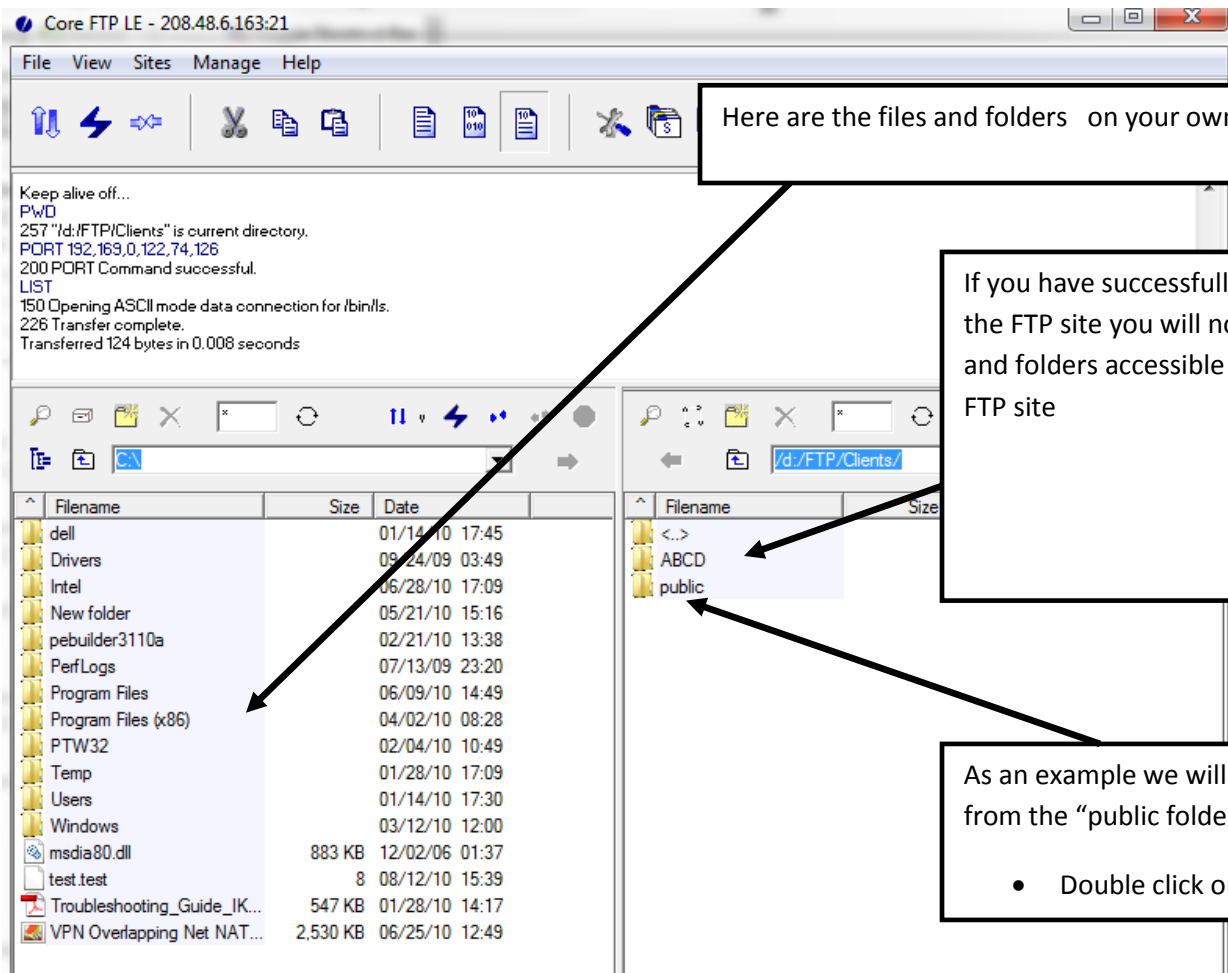 Core FTP LE - 208.48.6.163:21
File View Sites Manage Help
Here are the files and folders on your own
Keep alive off...
PWD
257 "/d:/FTP/Clients" is current directory.
PORT 192,169,0,122,74,126
200 PORT Command successful.
LIST
150 Opening ASCII mode data connection for /bin/ls.
226 Transfer complete.
Transferred 124 bytes in 0.008 seconds
If you have successfull
the FTP site you will no
and folders accessible
FTP site
C:\
/d:/FTP/Clients/
^ Filename Size Date
dell 01/14/10 17:45
Drivers 09/24/09 03:49
Intel 06/28/10 17:09
New folder 05/21/10 15:16
pebuilder3110a 02/21/10 13:38
PerfLogs 07/13/09 23:20
Program Files 06/09/10 14:49
Program Files (x86) 04/02/10 08:28
PTW32 02/04/10 10:49
Temp 01/28/10 17:09
Users 01/14/10 17:30
Windows 03/12/10 12:00
msdia80.dll 883 KB 12/02/06 01:37
test.test 8 08/12/10 15:39
Troubleshooting_Guide_IK... 547 KB 01/28/10 14:17
VPN Overlapping Net NAT... 2,530 KB 06/25/10 12:49
^ Filename Size
<..>
ABCD
public
As an example we will
from the “public folde
• Double click o